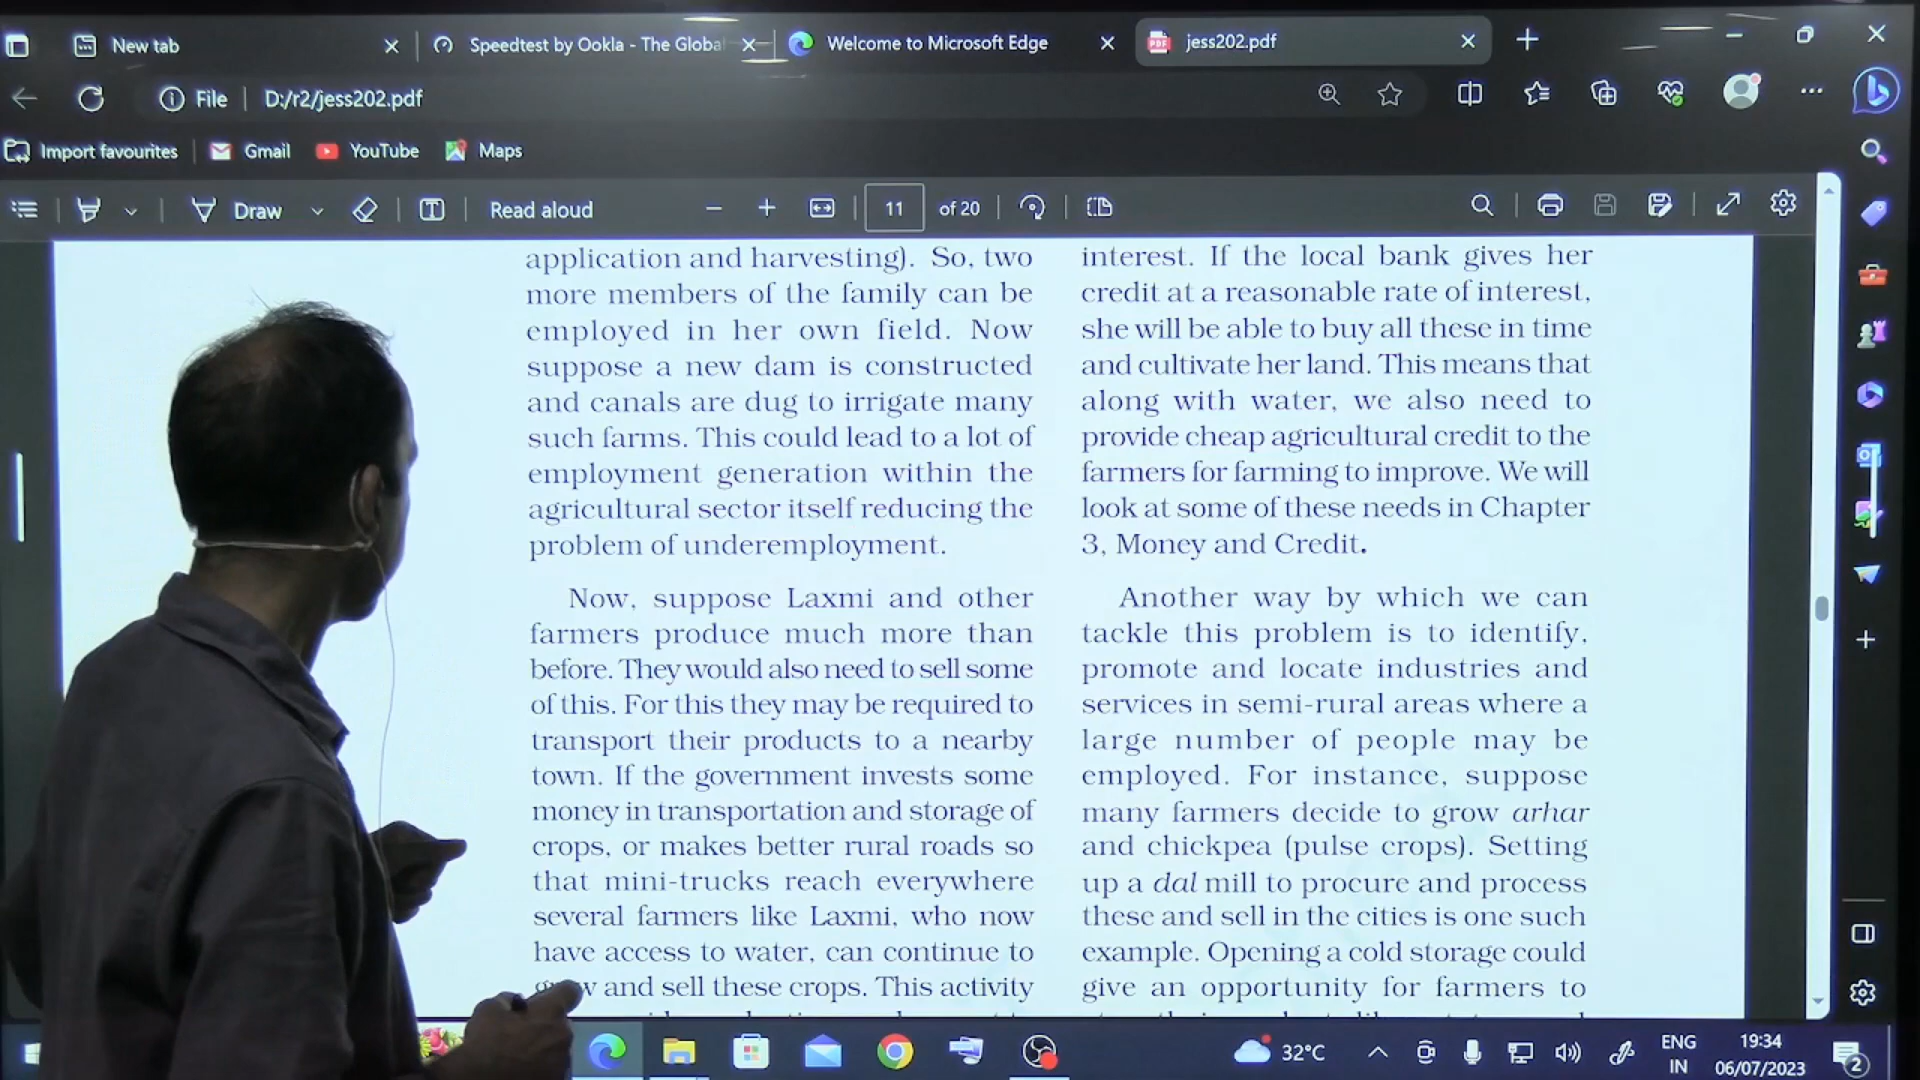 New tab
Speedtest by Ookla - The Globa
Welcome to Microsoft Edge
jess202.pdf
File
D:/r2/jess202.pdf
Import favourites
Gmail
YouTube
Maps
Draw
Read aloud
11
of 20
application and harvesting). So, two
more members of the family can be
employed in her own field. Now
suppose a new dam is constructed
and canals are dug to irrigate many
such farms. This could lead to a lot of
employment generation within the
agricultural sector itself reducing the
problem of underemployment.
Now, suppose Laxmi and other
farmers produce much more than
before. They would also need to sell some
of this. For this they may be required to
transport their products to a nearby
town. If the government invests some
money in transportation and storage of
crops, or makes better rural roads so
that mini-trucks reach everywhere
several farmers like Laxmi, who now
have access to water, can continue to
and sell these crops. This activity
interest. If the local bank gives her
credit at a reasonable rate of interest,
she will be able to buy all these in time
and cultivate her land. This means that
along with water, we also need to
provide cheap agricultural credit to the
farmers for farming to improve. We will
look at some of these needs in Chapter
3, Money and Credit.
Another way by which we can
tackle this problem is to identify,
promote and locate industries and
services in semi-rural areas where a
large number of people may be
employed. For instance, suppose
many farmers decide to grow arhar
and chickpea (pulse crops). Setting
up a dal mill to procure and process
these and sell in the cities is one such
example. Opening a cold storage could
give an opportunity for farmers to
32°C
ENG
IN
19:34
06/07/2023
2